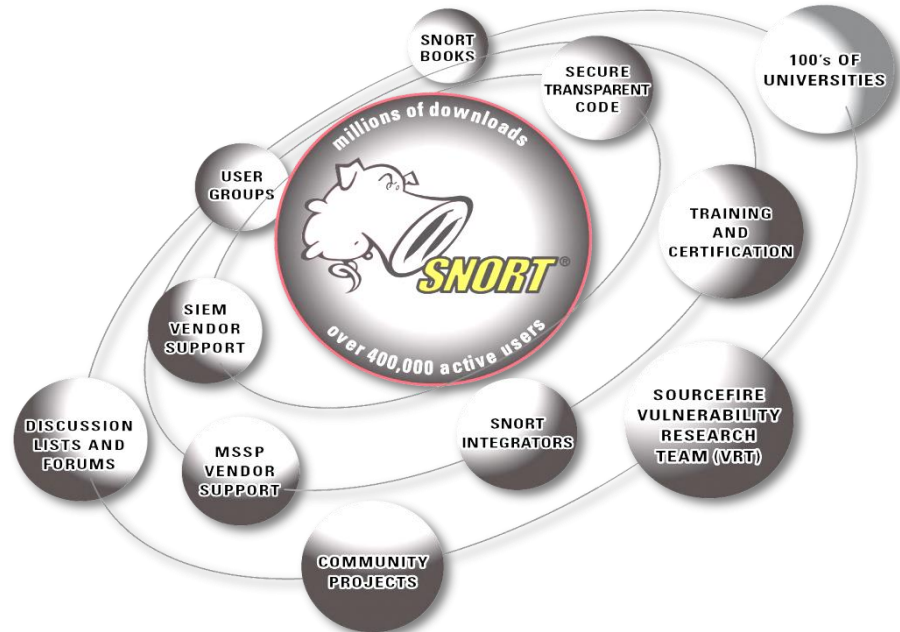 SNORT
BOOKS
SECURE
TRANSPARENT
CODE
100's OF
UNIVERSITIES
millions of downloads
USER
GROUPS
SNORT®
TRAINING
AND
CERTIFICATION
SIEM
VENDOR
SUPPORT
over 400,000 active users
DISCUSSION
LISTS AND
FORUMS
MSSP
VENDOR
SUPPORT
SNORT
INTEGRATORS
SOURCEFIRE
VULNERABILITY
RESEARCH
TEAM (VRT)
COMMUNITY
PROJECTS